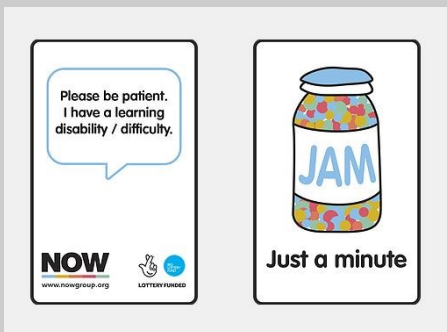 Please be patient.
I have a learning
disability / difficulty.
NOW
www.nowgroup.org
LOTTERY FUNDED
JAM
Just a minute